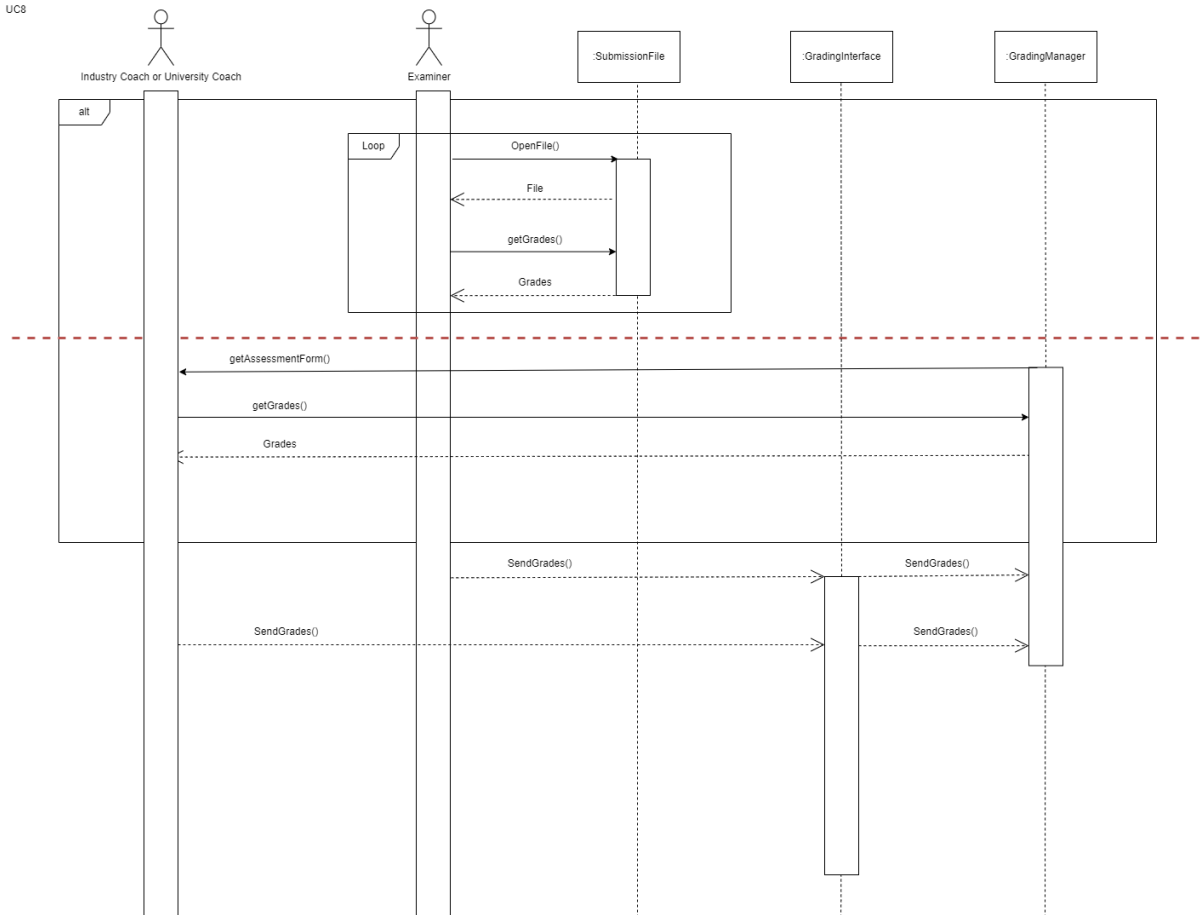 UC8
Industry Coach or University Coach
Examiner
:SubmissionFile
:GradingInterface
:GradingManager
alt
Loop
OpenFile()
File
getGrades()
Grades
getAssessmentForm()
getGrades()
Grades
SendGrades()
SendGrades()
SendGrades()
SendGrades()